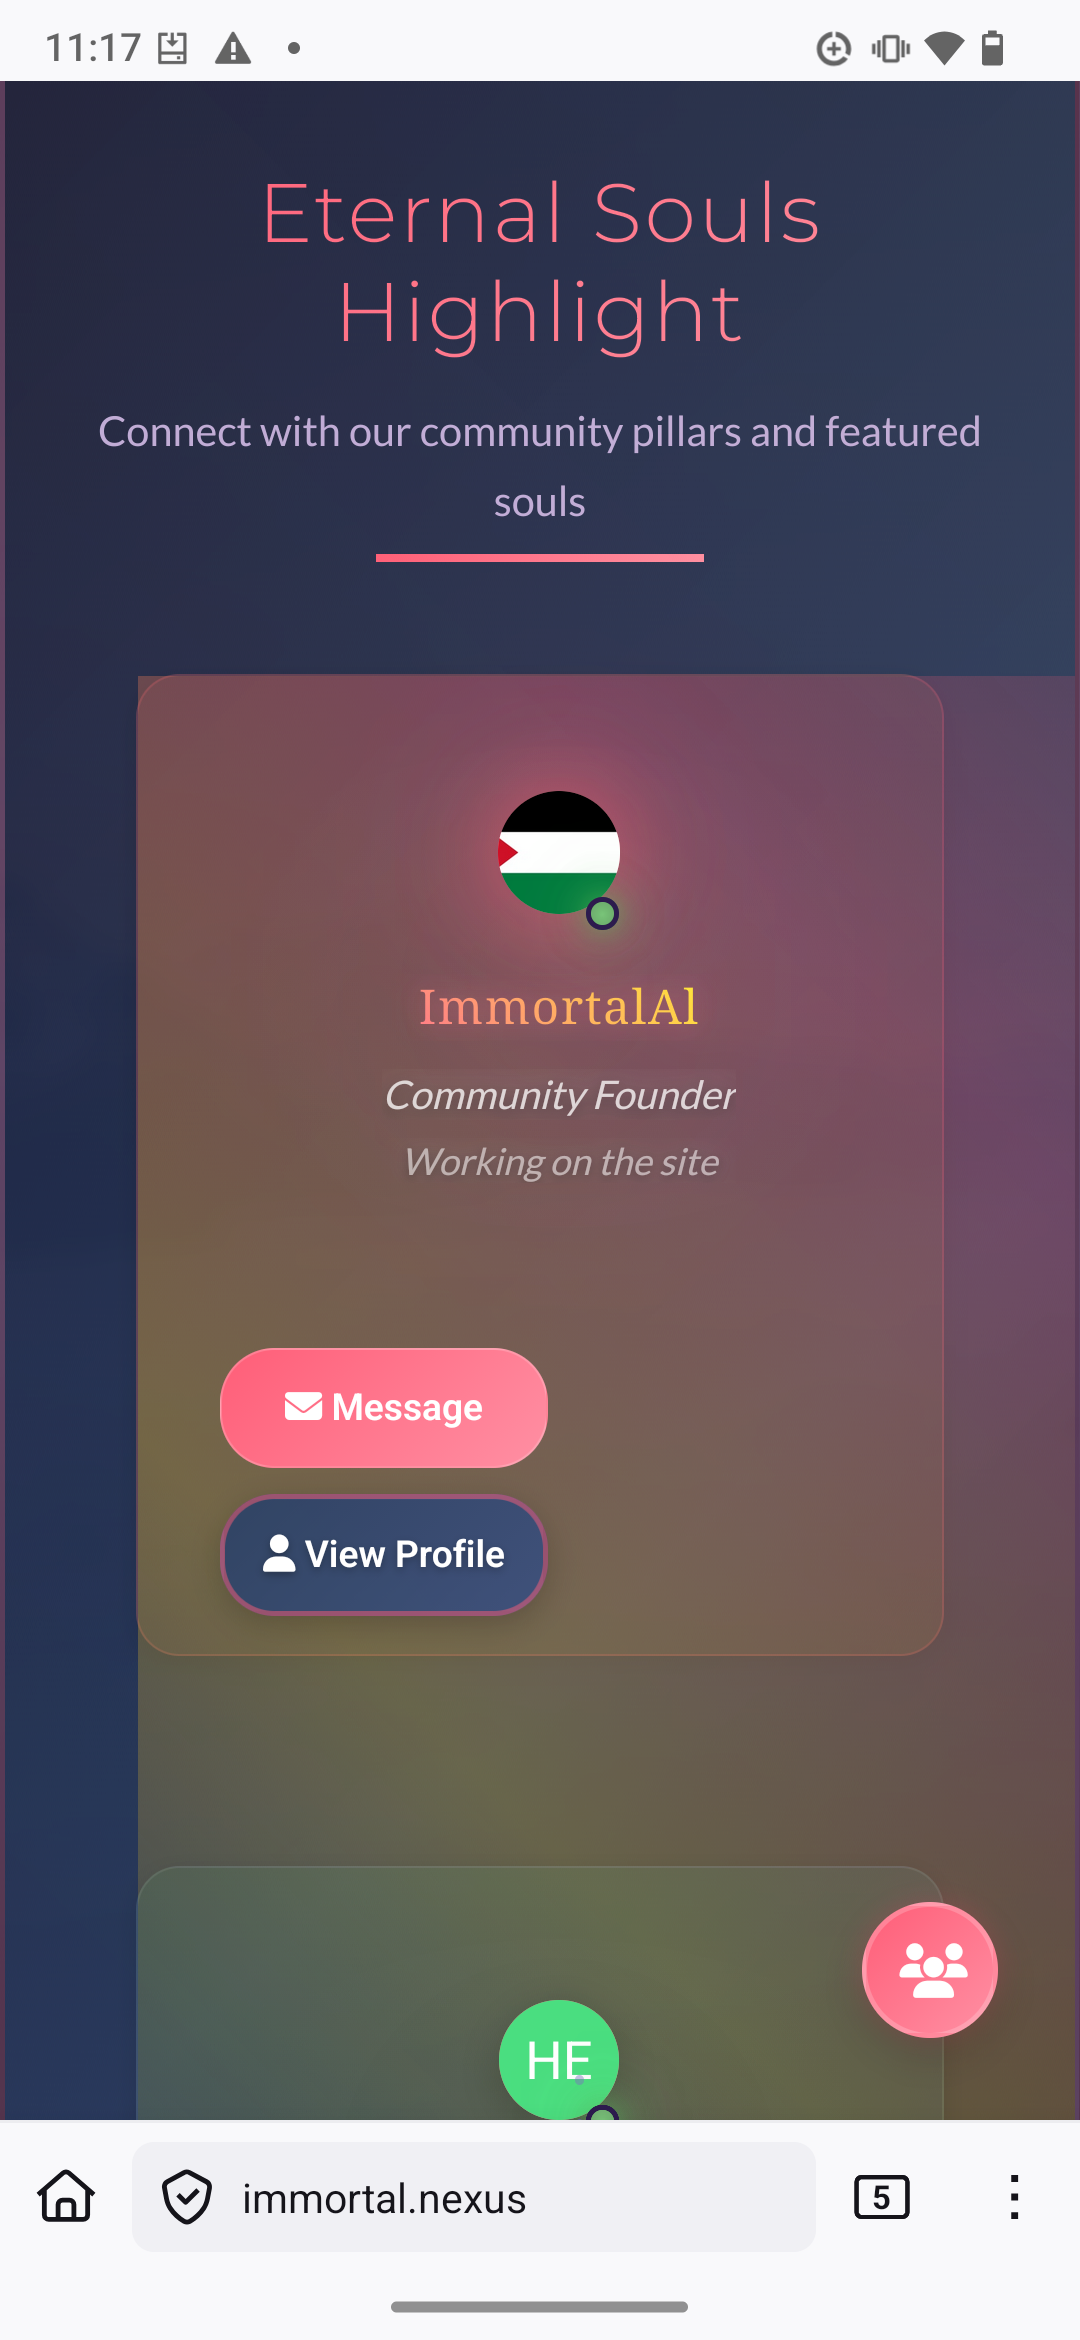 11:17
Eternal Souls
Highlight
Connect with our community pillars and featured
souls
ImmortalAl
Community Founder
Working on the site
Message
View Profile
HE
immortal.nexus
5